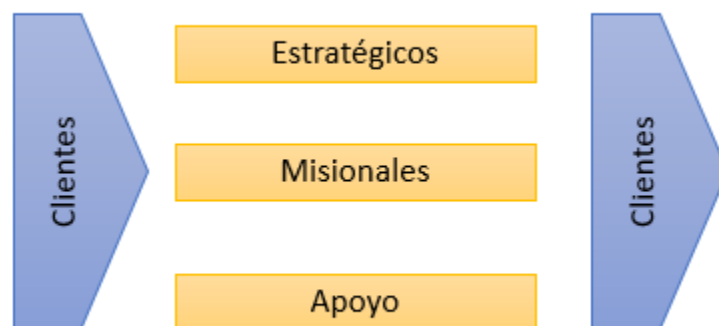 Clientes
Estratégicos
Misionales
Apoyo
Clientes